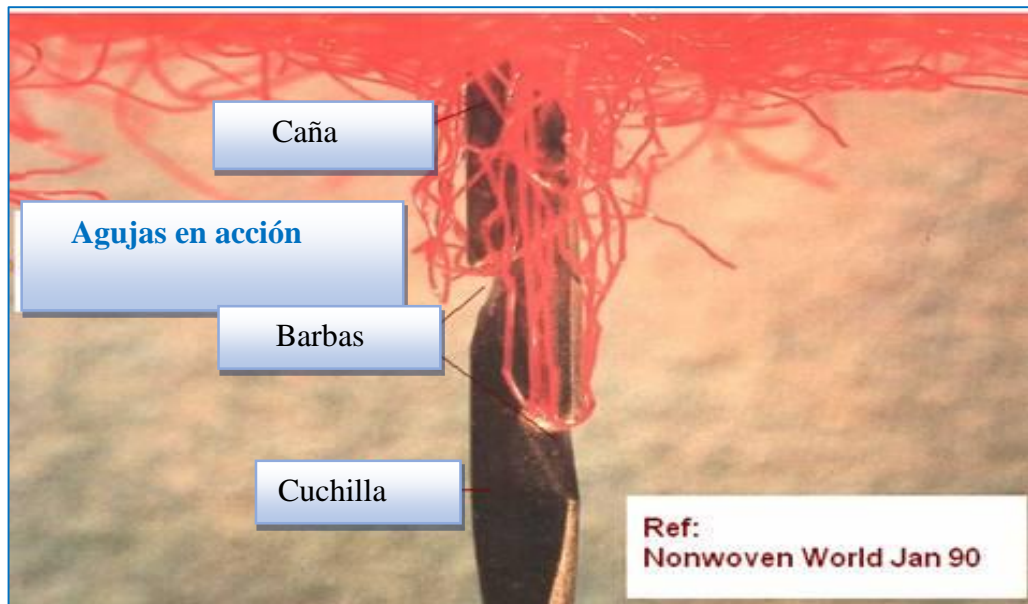 Caña
Agujas en acción
Barbas
Cuchilla
Ref:
Nonwoven World Jan 90